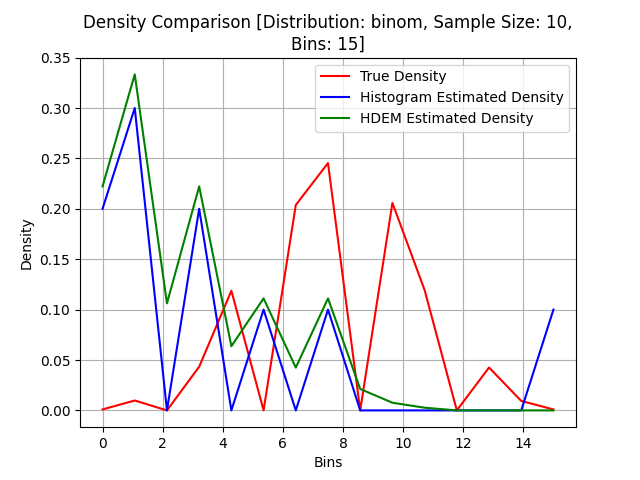 Density Comparison [Distribution: binom, Sample Size: 10,
Bins: 15]
True Density
Histogram Estimated Density
HDEM Estimated Density
Density
0.35
0.30
0.25
0.20
0.15
0.10
0.05
0.00
0 2 4 6 8 10 12 14
Bins